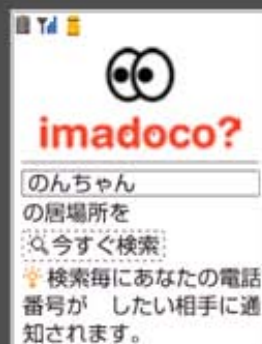 imadoco?
のんちゃん
の居場所を
今すぐ検索
検索毎にあなたの電話
番号が したい相手に通
知されます。